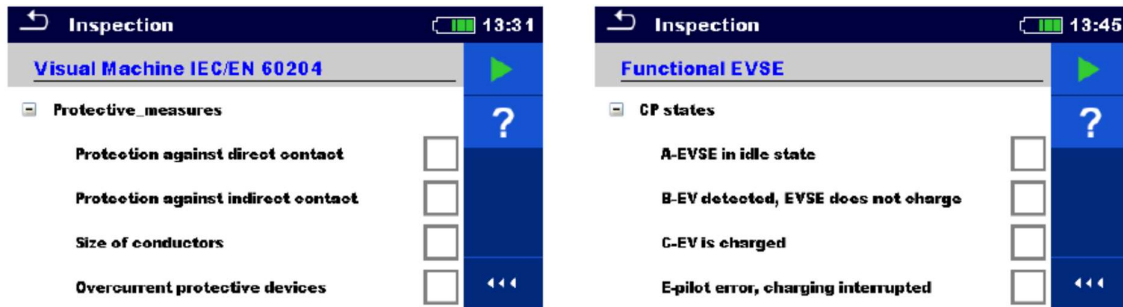 Inspection
13:31
Visual Machine IEC/EN 60204
Protective_measures
?
Protection against direct contact
Protection against indirect contact
Size of conductors
Overcurrent protective devices
Inspection
13:45
Functional EVSE
CP states
?
A-EVSE in idle state
B-EV detected, EVSE does not charge
C-EV is charged
E-pilot error, charging interrupted